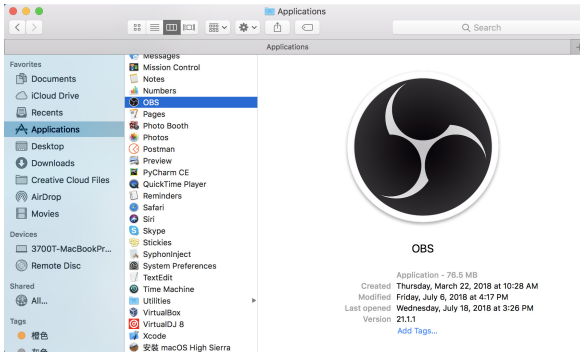 Applications
Search
Applications
Favorites
Documents
iCloud Drive
Recents
Applications
Desktop
Downloads
Creative Cloud Files
AirDrop
Movies
Devices
3700T-MacBookPr...
Remote Disc
Shared
All...
Tags
橙色
灰色
Messages
Mission Control
Notes
Numbers
OBS
Pages
Photo Booth
Photos
Postman
Preview
PyCharm CE
QuickTime Player
Reminders
Safari
Siri
Skype
Stickies
SyphonInject
System Preferences
TextEdit
Time Machine
Utilities
VirtualBox
VirtualDJ 8
Xcode
安裝 macOS High Sierra
OBS
Application - 76.5 MB
Created Thursday, March 22, 2018 at 10:28 AM
Modified Friday, July 6, 2018 at 4:17 PM
Last opened Wednesday, July 18, 2018 at 3:26 PM
Version 21.1.1
Add Tags...